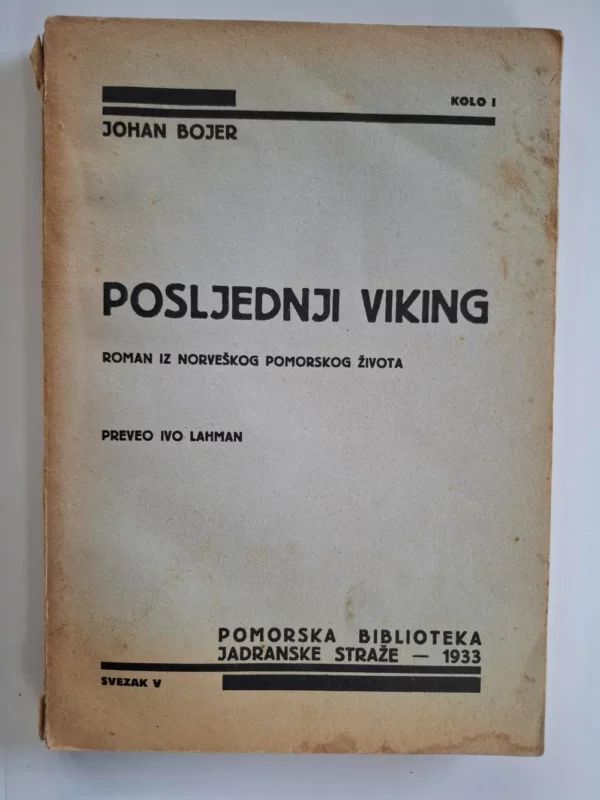 KOLO I
JOHAN BOJER
POSLJEDNJI VIKING
ROMAN IZ NORVEŠKOG POMORSKOG ŽIVOTA
PREVEO IVO LAHMAN
POMORSKA BIBLIOTEKA
JADRANSKE STRAŽE — 1933
SVEZAK V